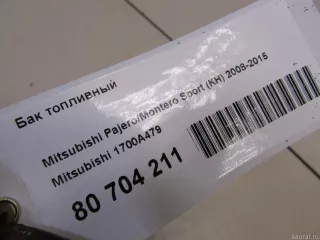 Бак топливный
Mitsubishi Pajero/Montero Sport (KH) 2008-2015
Mitsubishi 1700A479
80 704 211